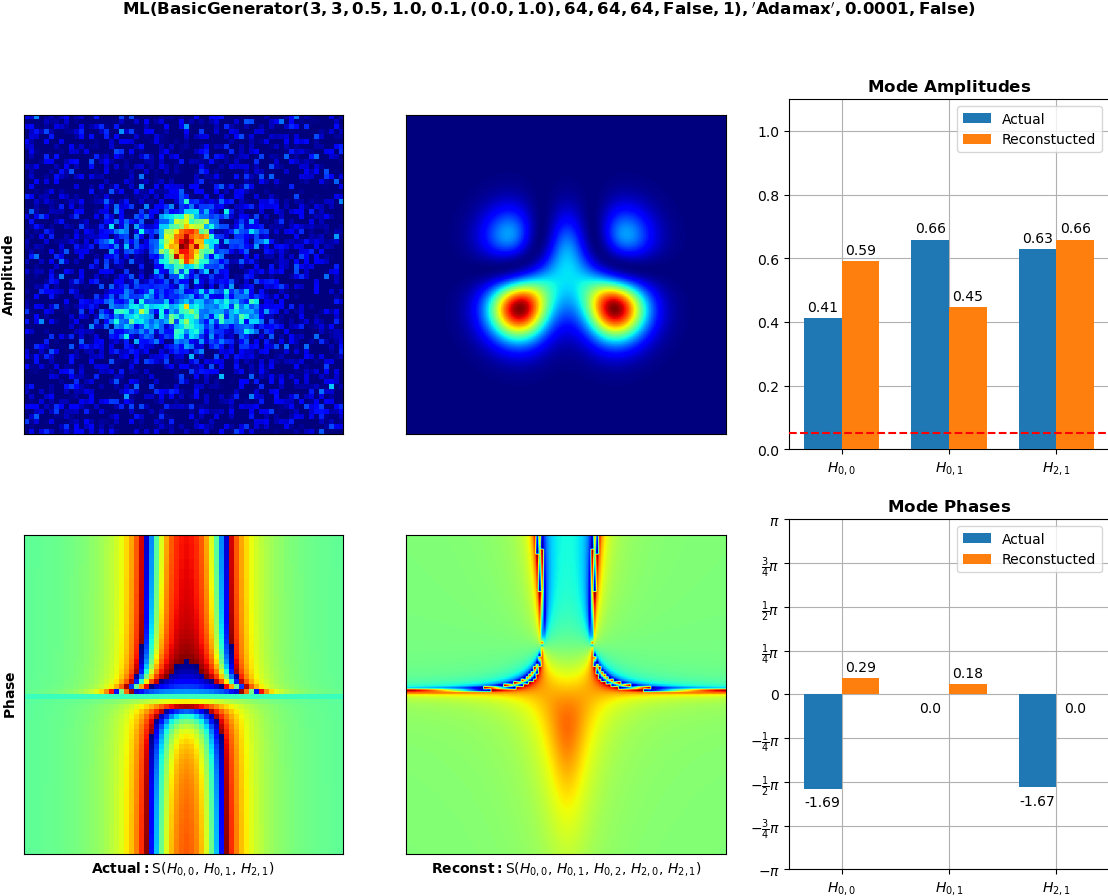 ML(BasicGenerator(3, 3, 0.5, 1.0, 0.1, (0.0, 1.0), 64, 64, 64, False, 1), ′Adamax′, 0.0001, False)
Amplitude
Mode Amplitudes
Actual
Reconstucted
1.0
0.8
0.6
0.4
0.2
0.0
0.41
0.59
0.66
0.45
0.63
0.66
H0,0
H0,1
H2,1
Phase
Actual: S(H0,0, H0,1, H2,1)
Reconst: S(H0,0, H0,1, H0,2, H2,0, H2,1)
Mode Phases
Actual
Reconstucted
π
3/4π
1/2π
1/4π
0
−1/4π
−1/2π
−3/4π
−π
-1.69
0.29
0.0
0.18
-1.67
0.0
H0,0
H0,1
H2,1